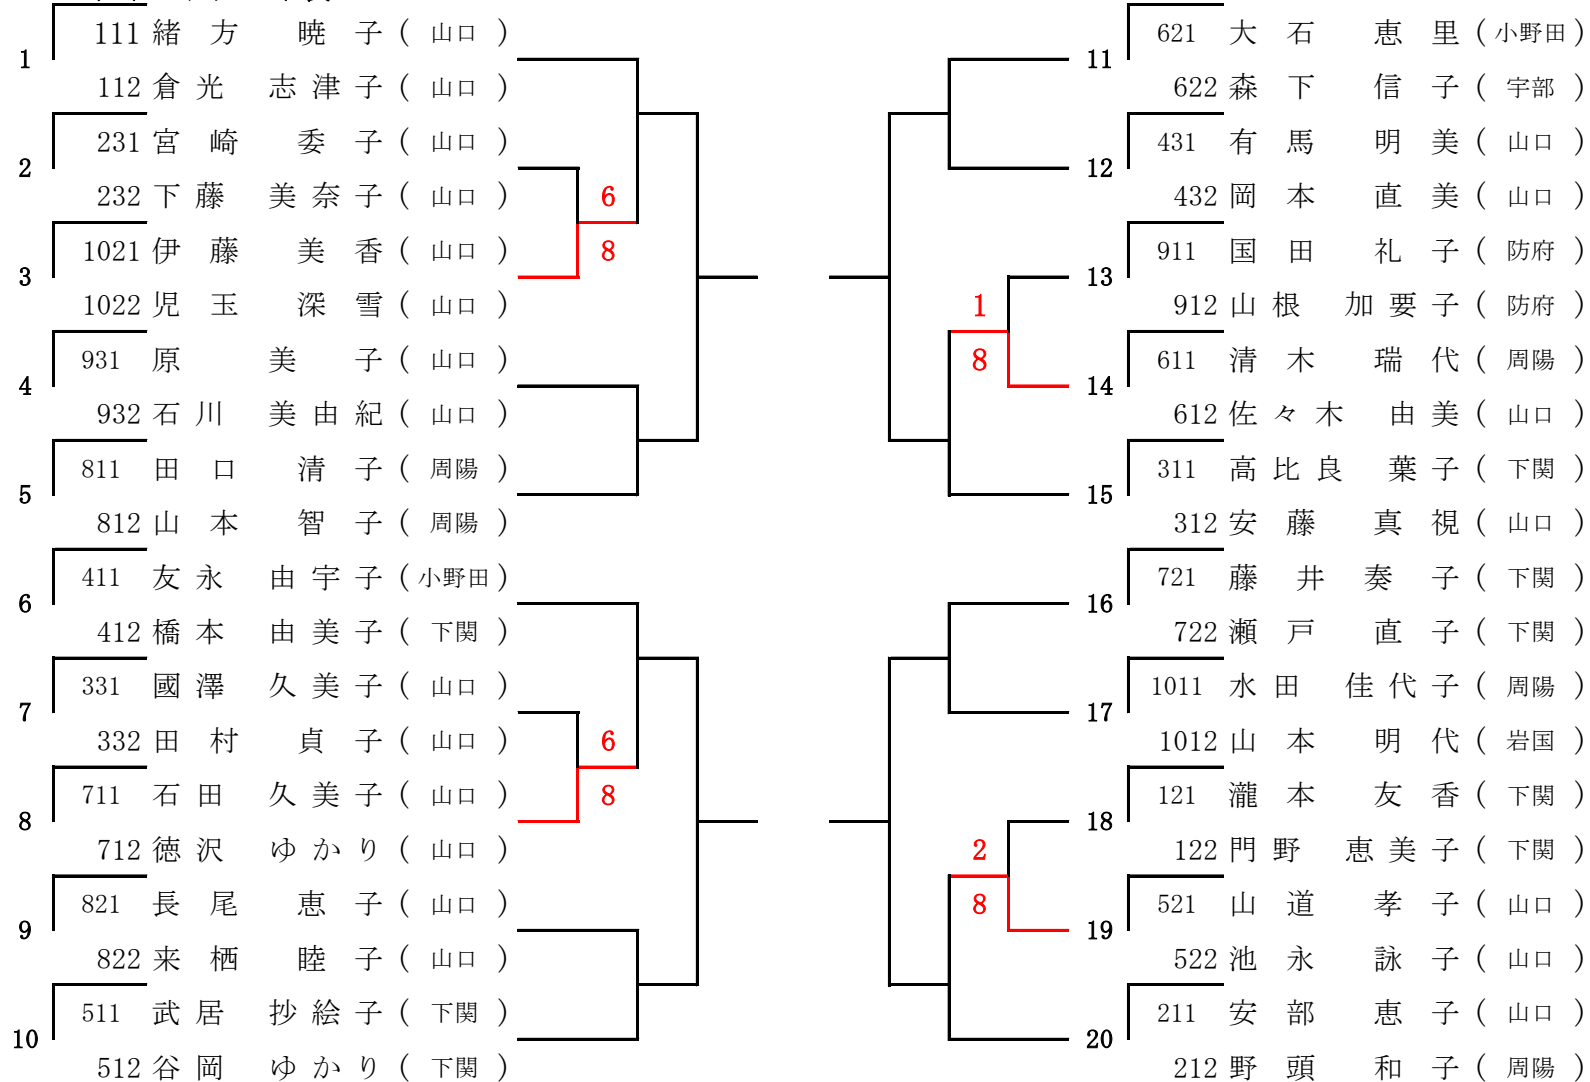 111 緒方 暁子 ( 山口 )
1
112 倉光 志津子 ( 山口 )
231 宮崎 委子 ( 山口 )
2
232 下藤 美奈子 ( 山口 )
6
1021 伊藤 美香 ( 山口 )
8
3
1022 児玉 深雪 ( 山口 )
931 原 美子 ( 山口 )
4
932 石川 美由紀 ( 山口 )
811 田口 清子 ( 周陽 )
5
812 山本 智子 ( 周陽 )
411 友永 由宇子 ( 小野田 )
6
412 橋本 由美子 ( 下関 )
331 國澤 久美子 ( 山口 )
7
332 田村 貞子 ( 山口 )
6
711 石田 久美子 ( 山口 )
8
8
712 徳沢 ゆかり ( 山口 )
821 長尾 恵子 ( 山口 )
9
822 来栖 睦子 ( 山口 )
511 武居 抄絵子 ( 下関 )
10
512 谷岡 ゆかり ( 下関 )
621 大石 恵里 ( 小野田 )
11
622 森下 信子 ( 宇部 )
431 有馬 明美 ( 山口 )
12
432 岡本 直美 ( 山口 )
911 国田 礼子 ( 防府 )
13
912 山根 加要子 ( 防府 )
1
611 清木 瑞代 ( 周陽 )
8
14
612 佐々木 由美 ( 山口 )
311 高比良 葉子 ( 下関 )
15
312 安藤 真視 ( 山口 )
721 藤井 奏子 ( 下関 )
16
722 瀬戸 直子 ( 下関 )
1011 水田 佳代子 ( 周陽 )
17
1012 山本 明代 ( 岩国 )
121 瀧本 友香 ( 下関 )
18
122 門野 恵美子 ( 下関 )
2
521 山道 孝子 ( 山口 )
8
19
522 池永 詠子 ( 山口 )
211 安部 恵子 ( 山口 )
20
212 野頭 和子 ( 周陽 )